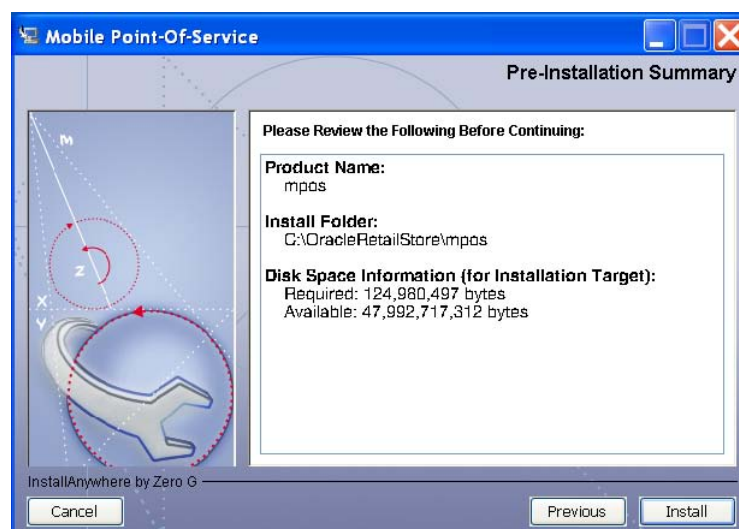 Mobile Point-Of-Service
Pre-Installation Summary
Please Review the Following Before Continuing:
Product Name:
mpos
Install Folder:
C:\OracleRetailStore\mpos
Disk Space Information (for Installation Target):
Required: 124,980,497 bytes
Available: 47,992,717,312 bytes
M
Z
X
Y
InstallAnywhere by Zero G
Cancel
Previous
Install